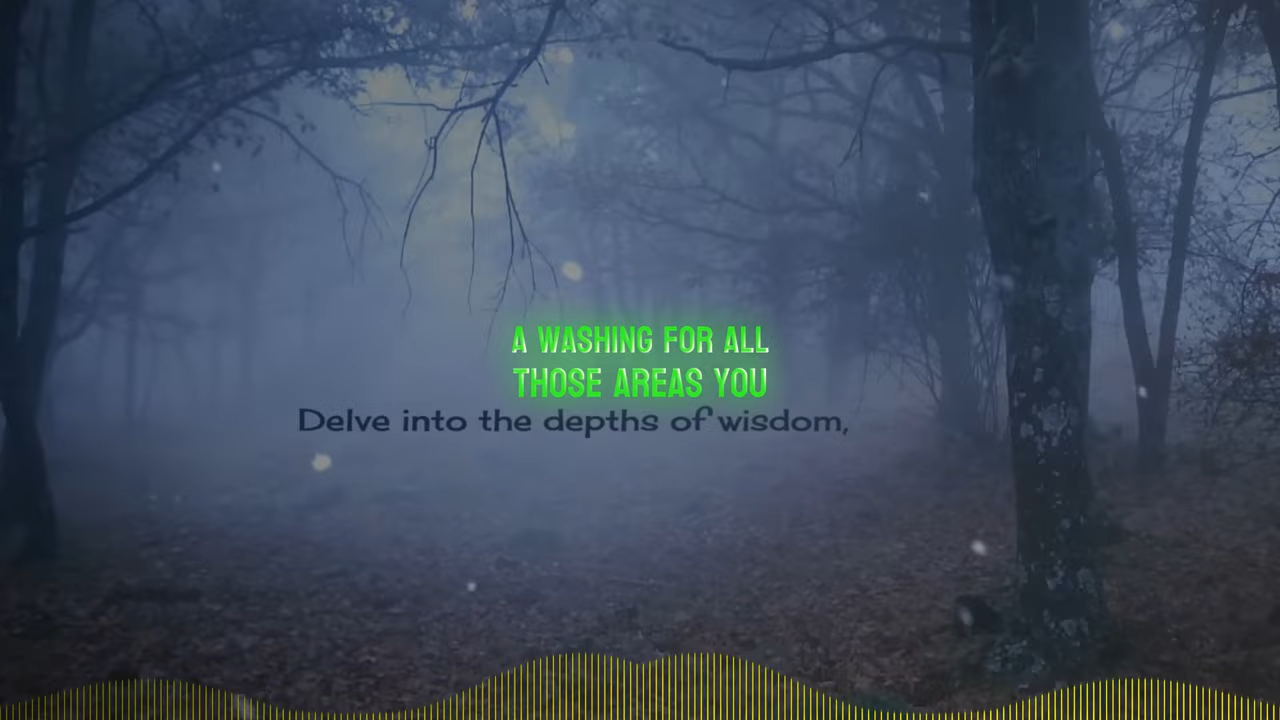 A WASHING FOR ALL
THOSE AREAS YOU
Delve into the depths of wisdom,